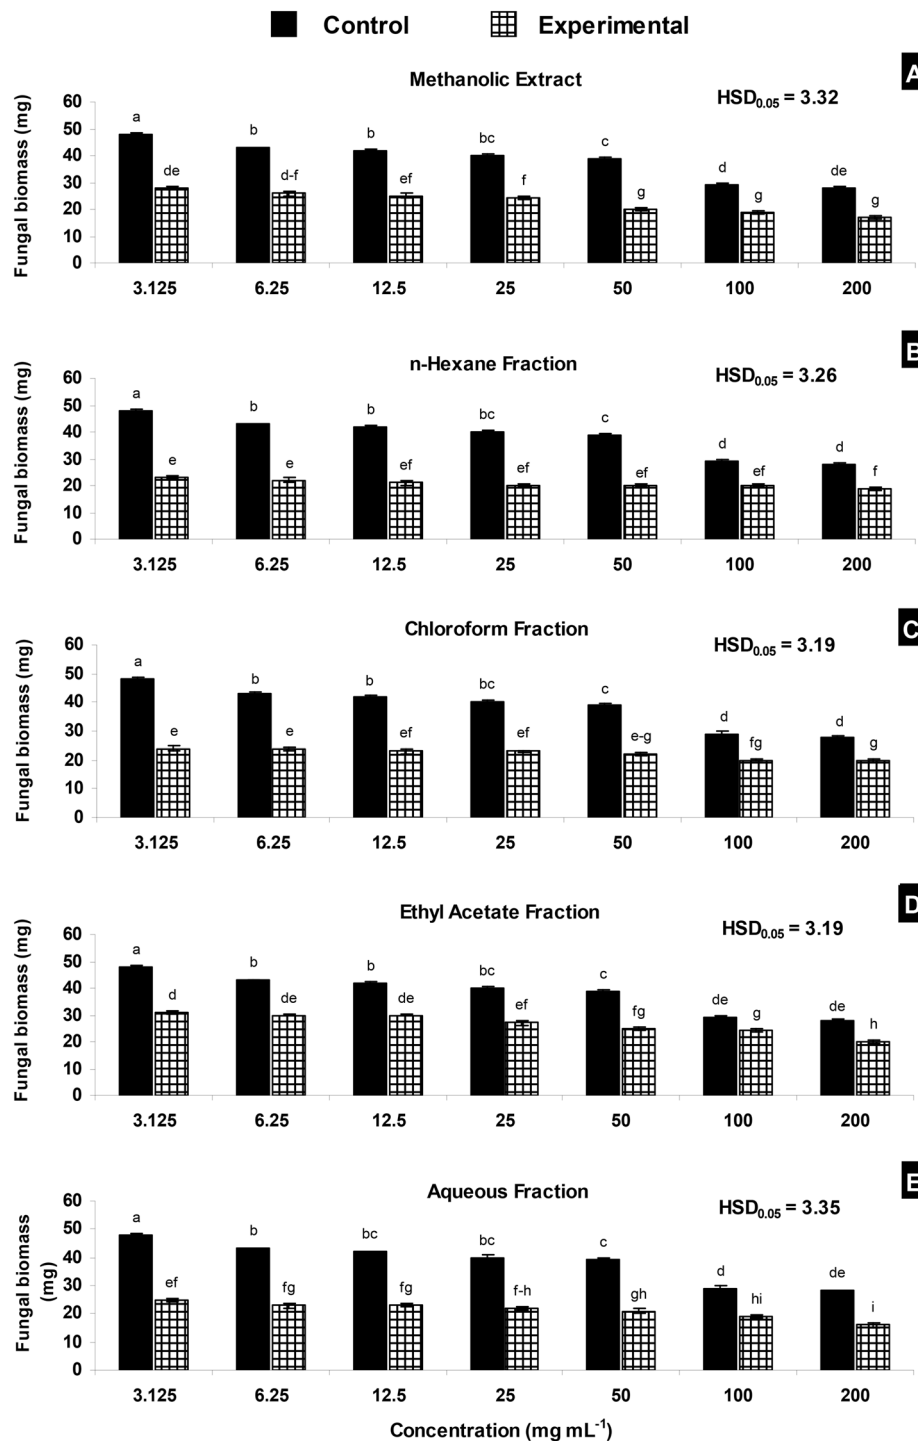 Control Experimental
A
Methanolic Extract
HSD0.05 = 3.32
Fungal biomass (mg)
60
50
40
30
20
10
0
a de b d-f b ef bc f c g d g de g
3.125 6.25 12.5 25 50 100 200
B
n-Hexane Fraction
HSD0.05 = 3.26
Fungal biomass (mg)
60
50
40
30
20
10
0
a e b e b ef bc ef c ef d ef d f
3.125 6.25 12.5 25 50 100 200
C
Chloroform Fraction
HSD0.05 = 3.19
Fungal biomass (mg)
60
50
40
30
20
10
0
a e b e b ef bc ef c e-g d fg d g
3.125 6.25 12.5 25 50 100 200
D
Ethyl Acetate Fraction
HSD0.05 = 3.19
Fungal biomass (mg)
60
50
40
30
20
10
0
a d b de b de bc ef c fg de g de h
3.125 6.25 12.5 25 50 100 200
E
Aqueous Fraction
HSD0.05 = 3.35
Fungal biomass
(mg)
60
50
40
30
20
10
0
a ef b fg bc fg bc f-h c gh d hi de i
3.125 6.25 12.5 25 50 100 200
Concentration (mg mL-1)